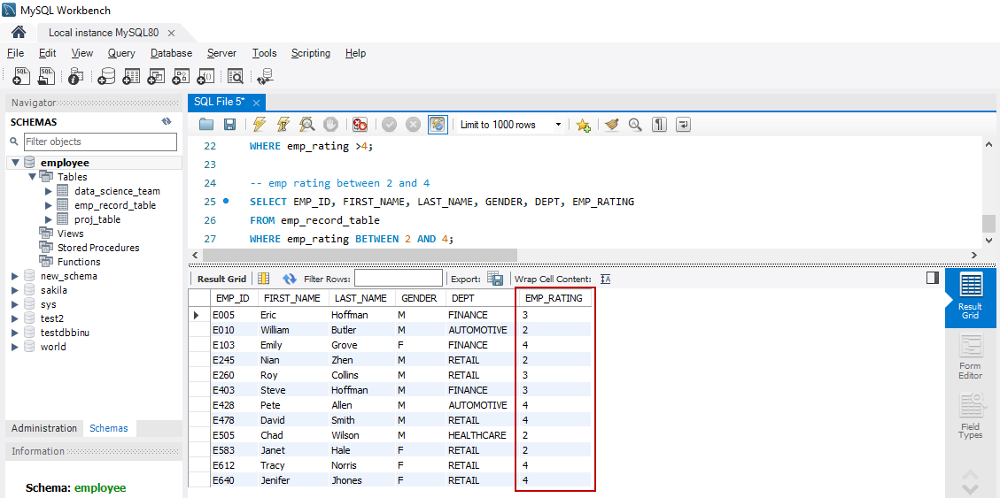 MySQL Workbench
Local instance MySQL80
File Edit View Query Database Server Tools Scripting Help
Navigator
SCHEMAS
Filter objects
employee
Tables
data_science_team
emp_record_table
proj_table
Views
Stored Procedures
Functions
new_schema
sakila
sys
test2
testdbbinu
world
Administration Schemas
Information
Schema: employee
SQL File 5*
Limit to 1000 rows
22 WHERE emp_rating >4;
23
24 -- emp rating between 2 and 4
25 SELECT EMP_ID, FIRST_NAME, LAST_NAME, GENDER, DEPT, EMP_RATING
26 FROM emp_record_table
27 WHERE emp_rating BETWEEN 2 AND 4;
Result Grid Filter Rows: Export: Wrap Cell Content:
EMP_ID FIRST_NAME LAST_NAME GENDER DEPT EMP_RATING
E005 Eric Hoffman M FINANCE 3
E010 William Butler M AUTOMOTIVE 2
E103 Emily Grove F FINANCE 4
E245 Nian Zhen M RETAIL 2
E260 Roy Collins M RETAIL 3
E403 Steve Hoffman M FINANCE 3
E428 Pete Allen M AUTOMOTIVE 4
E478 David Smith M RETAIL 4
E505 Chad Wilson M HEALTHCARE 2
E583 Janet Hale F RETAIL 2
E612 Tracy Norris F RETAIL 4
E640 Jenifer Jhones F RETAIL 4
Result
Grid
Form
Editor
Field
Types